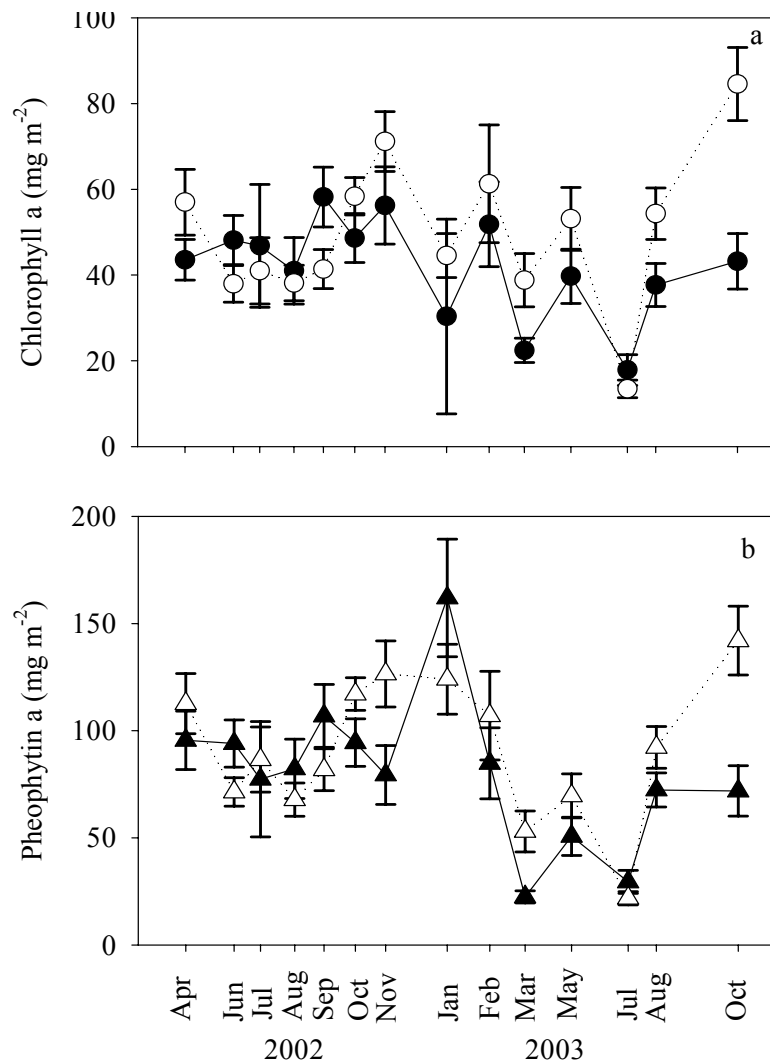 100
a
80
60
40
20
0
Chlorophyll a (mg m-2)
200
b
150
100
50
0
Pheophytin a (mg m-2)
Apr Jun Jul Aug Sep Oct Nov Jan Feb Mar May Jul Aug Oct
2002 2003